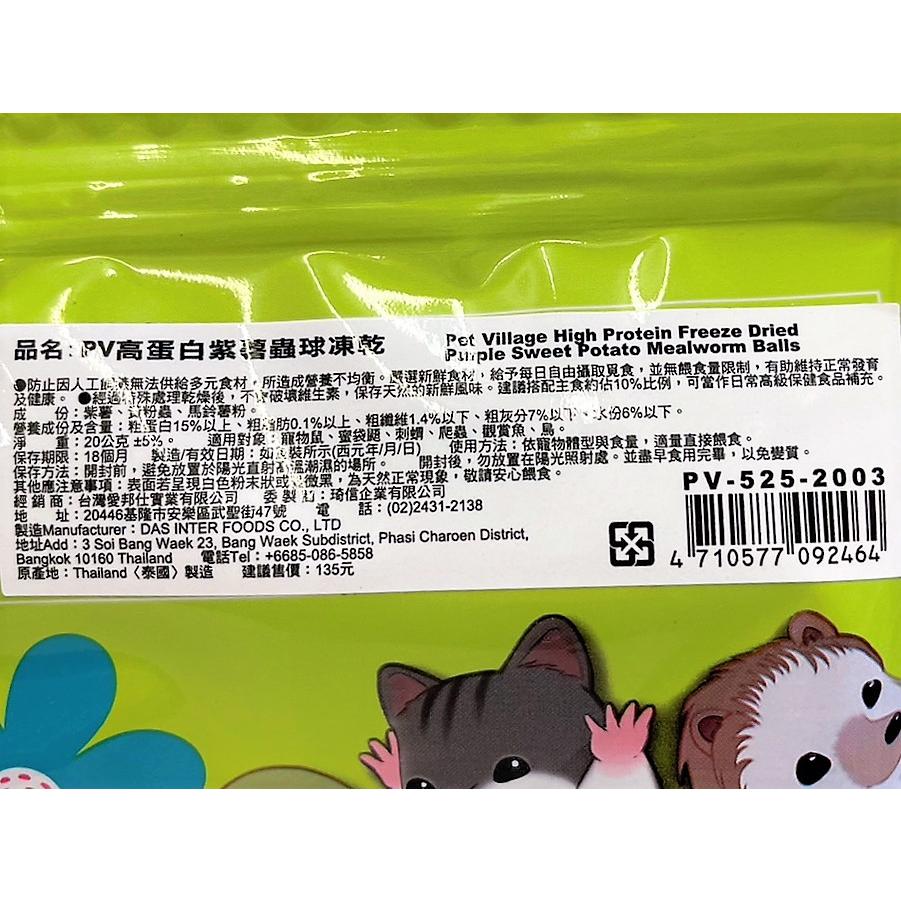 品名:PV高蛋白紫薯蟲球凍乾
Pet Village High Protein Freeze Dried
Purple Sweet Potato Mealworm Balls
●防止因人工飼養無法供給多元食材,所造成營養不均衡。嚴選新鮮食材,給予每日自由攝取覓食,並無餵食量限制,有助維持正常發育
及健康。 ●經過特殊處理乾燥後,不會破壞維生素,保存天然的新鮮風味。建議搭配主食約佔10%比例,可當作日常高級保健食品補充。
成 份:紫薯、黃粉蟲、馬鈴薯粉。
營養成份及含量:粗蛋白15%以上、粗脂肪0.1%以上、粗纖維1.4%以下、粗灰分7%以下、水份6%以下。
淨 重:20公克 ±5%。 適用對象:寵物鼠、蜜袋鼯、刺蝟、爬蟲、觀賞魚、鳥。
保存期限:18個月 製造/有效日期:如包裝所示(西元年/月/日) 使用方法:依寵物體型與食量,適量直接餵食。
保存方法:開封前,避免放置於陽光直射高溫潮濕的場所。 開封後,勿放置在陽光照射處。並盡早食用完畢,以免變質。
其他應注意事項:表面若呈現白色粉末狀或是微黑,為天然正常現象,敬請安心餵食。
經 銷 商:台灣愛邦仕實業有限公司 委 製 商:琦信企業有限公司
地 址:20446基隆市安樂區武聖街47號 電 話:(02)2431-2138
製造Manufacturer:DAS INTER FOODS CO., LTD
地址Add:3 Soi Bang Waek 23, Bang Waek Subdistrict, Phasi Charoen District,
Bangkok 10160 Thailand 電話Tel:+6685-086-5858
原產地:Thailand〈泰國〉製造 建議售價:135元
PV-525-2003
4 710577 092464